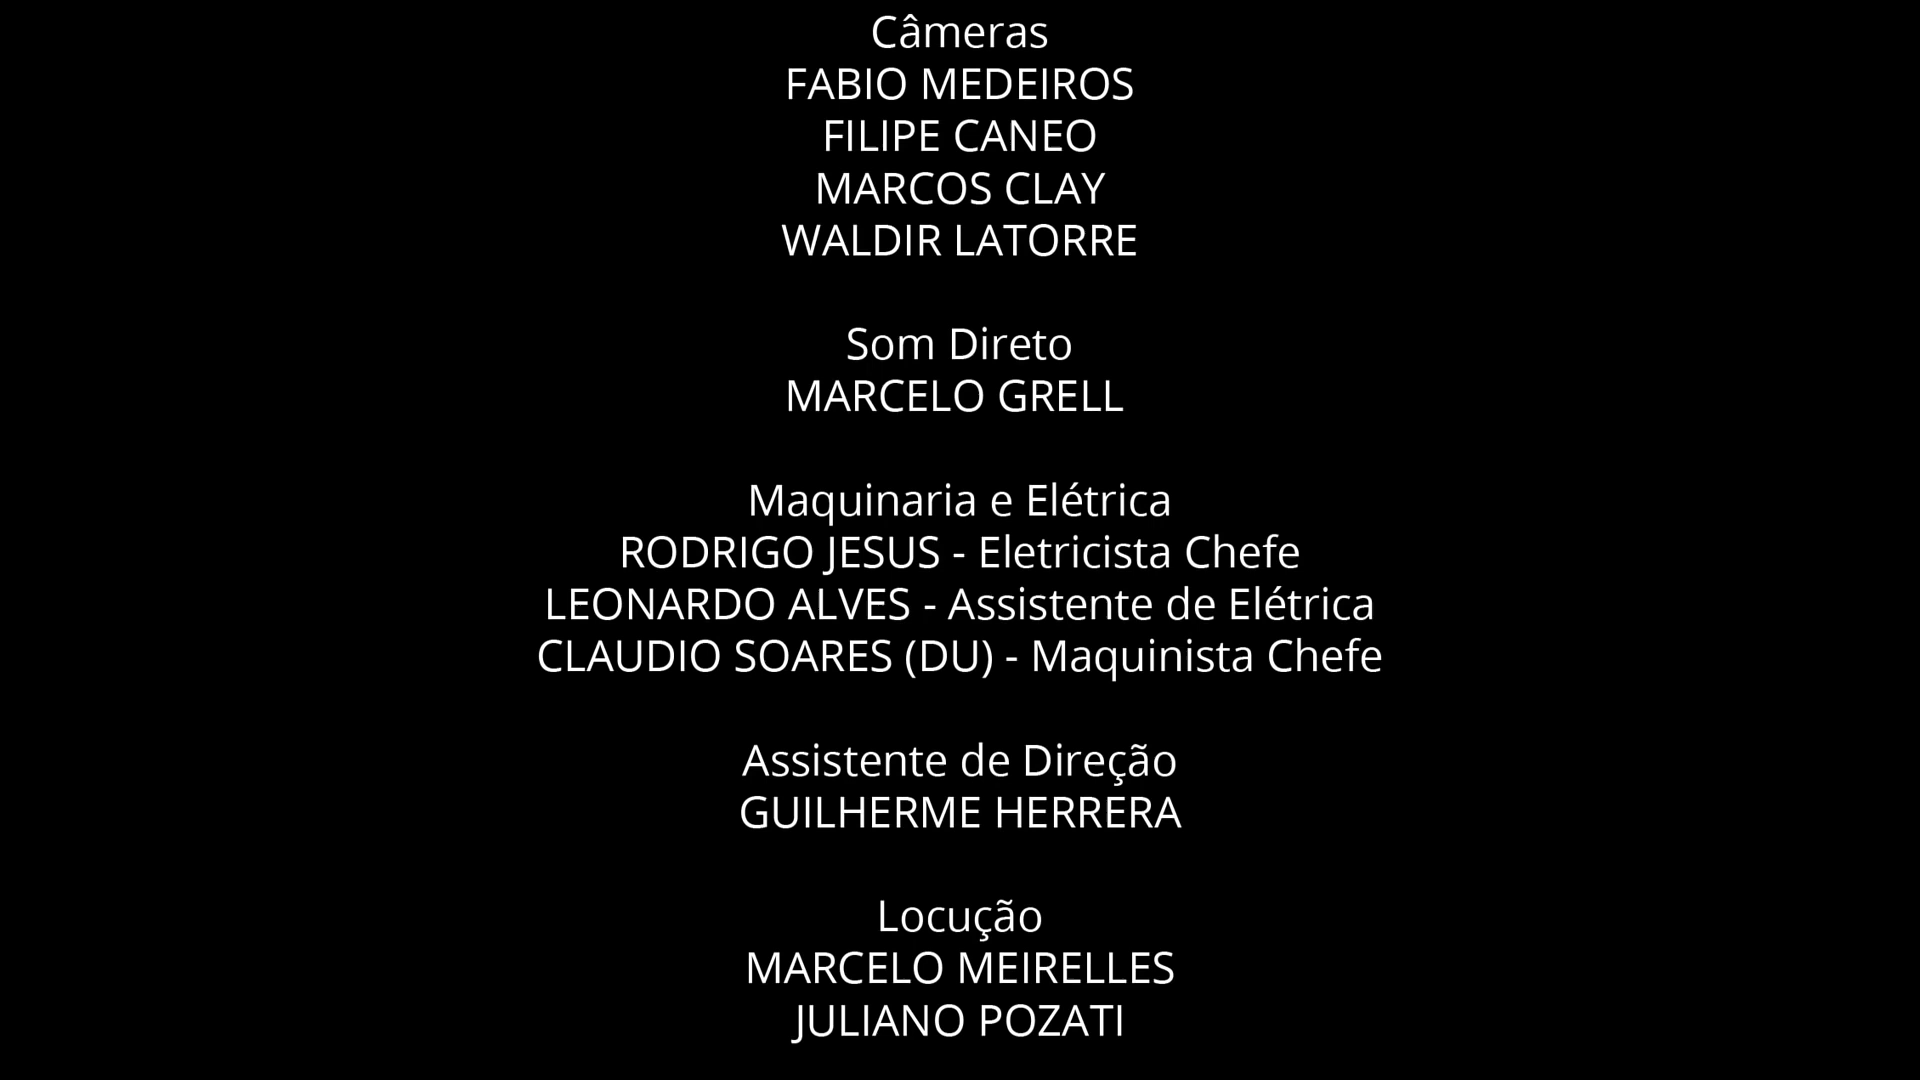 Câmeras
FABIO MEDEIROS
FILIPE CANEO
MARCOS CLAY
WALDIR LATORRE
Som Direto
MARCELO GRELL
Maquinaria e Elétrica
RODRIGO JESUS - Eletricista Chefe
LEONARDO ALVES - Assistente de Elétrica
CLAUDIO SOARES (DU) - Maquinista Chefe
Assistente de Direção
GUILHERME HERRERA
Locução
MARCELO MEIRELLES
JULIANO POZATI